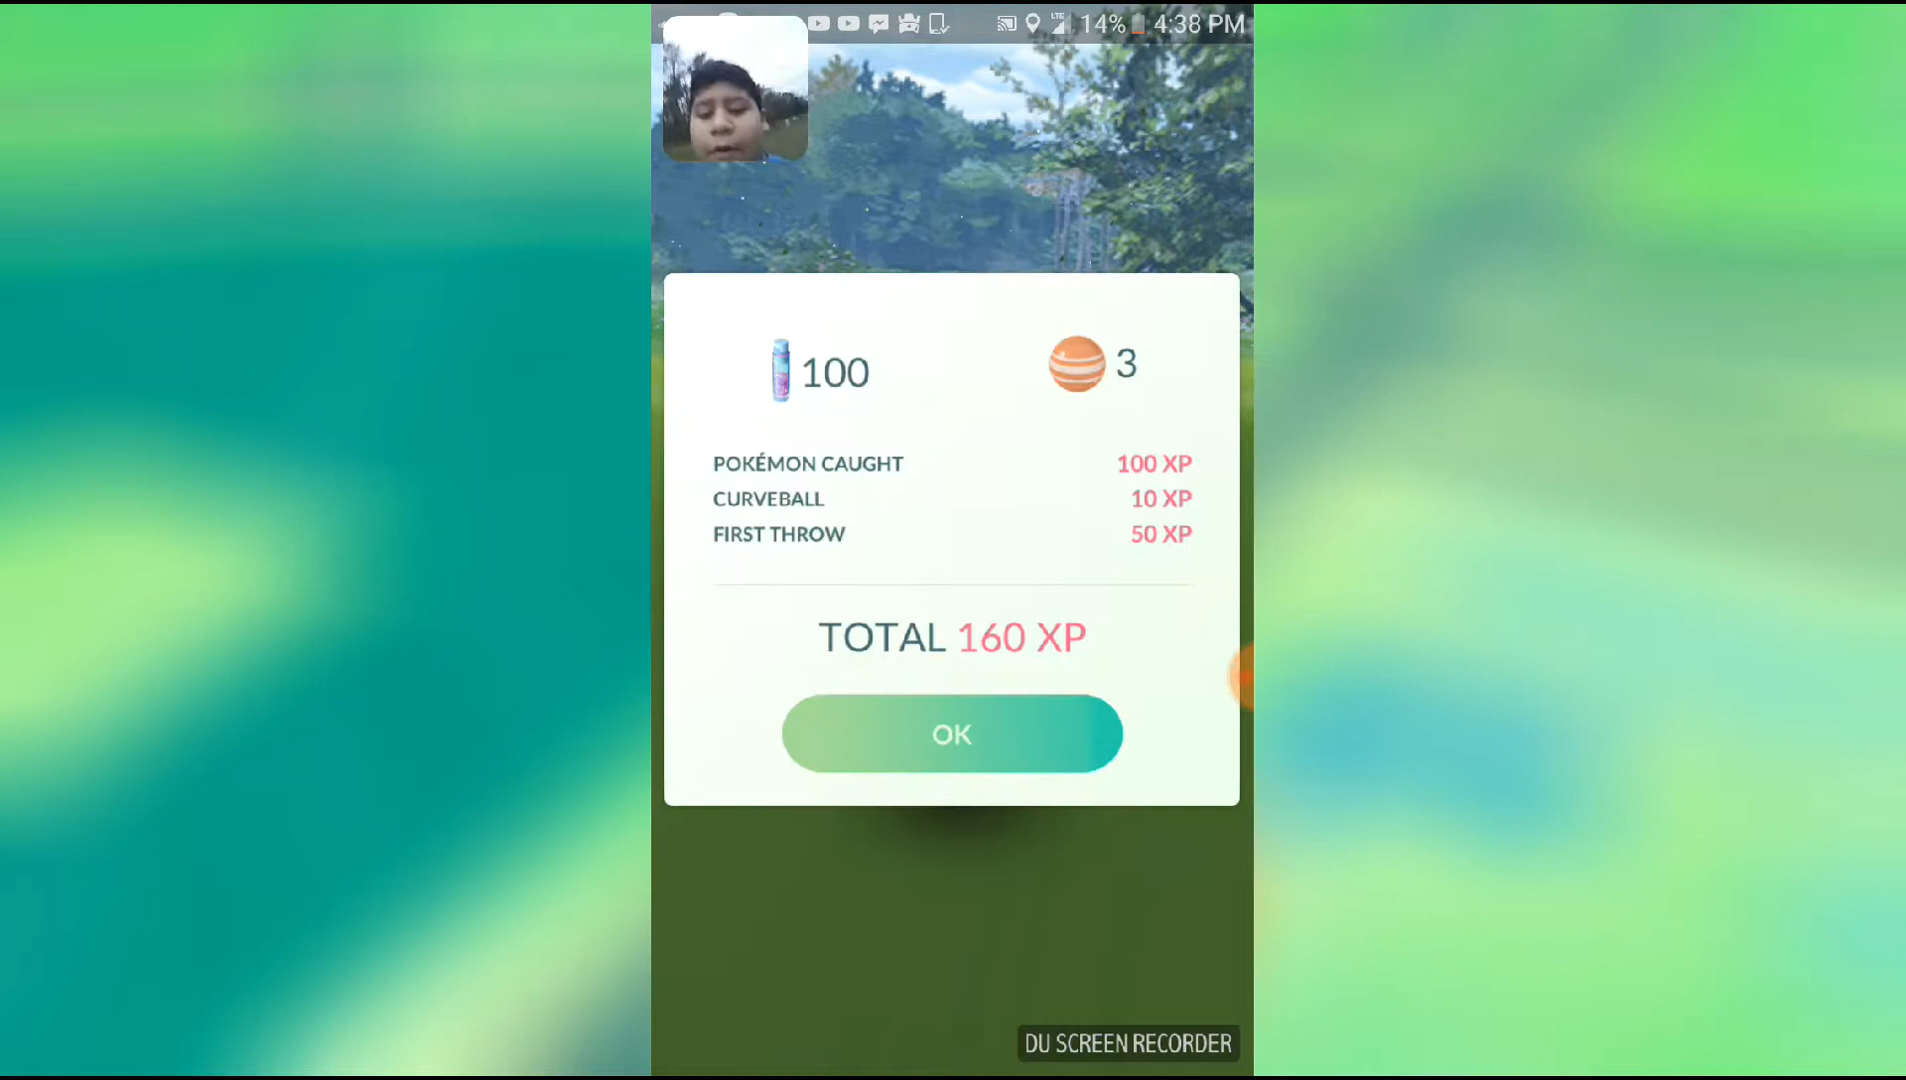 LTE 14% 4:38 PM
100 3
POKÉMON CAUGHT 100 XP
CURVEBALL 10 XP
FIRST THROW 50 XP
TOTAL 160 XP
OK
DU SCREEN RECORDER